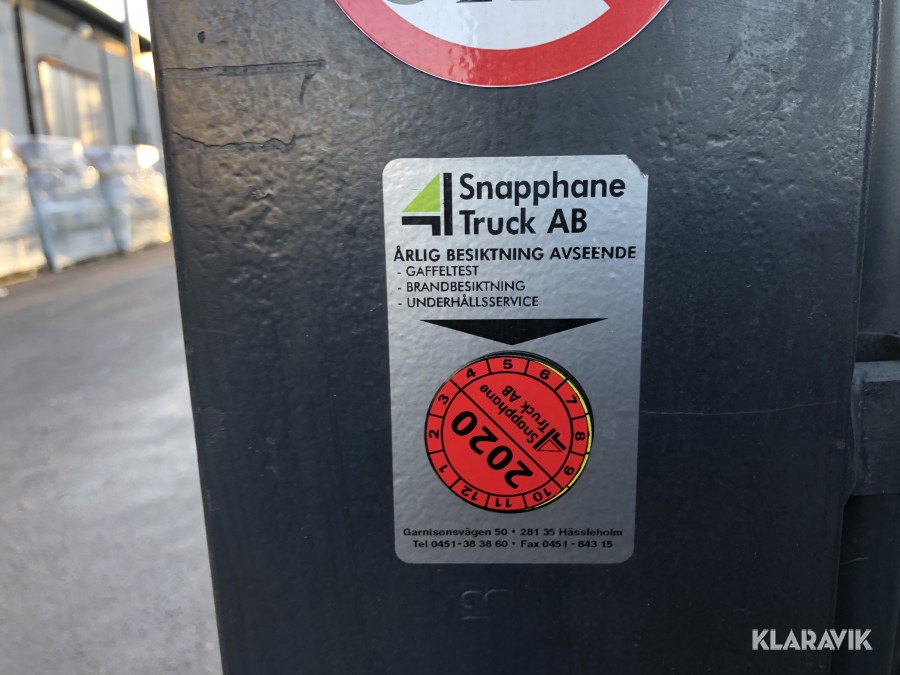 Snapphane
Truck AB
ÅRLIG BESIKTNING AVSEENDE
- GAFFELTEST
- BRANDBESIKTNING
- UNDERHÅLLSSERVICE
1 2 3 4 5 6 7 8 9 10 11 12
Snapphane
Truck AB
2020
Garnisonsvägen 50 • 281 35 Hässleholm
Tel 0451-38 38 60 • Fax 0451 - 843 15
KLARAVIK